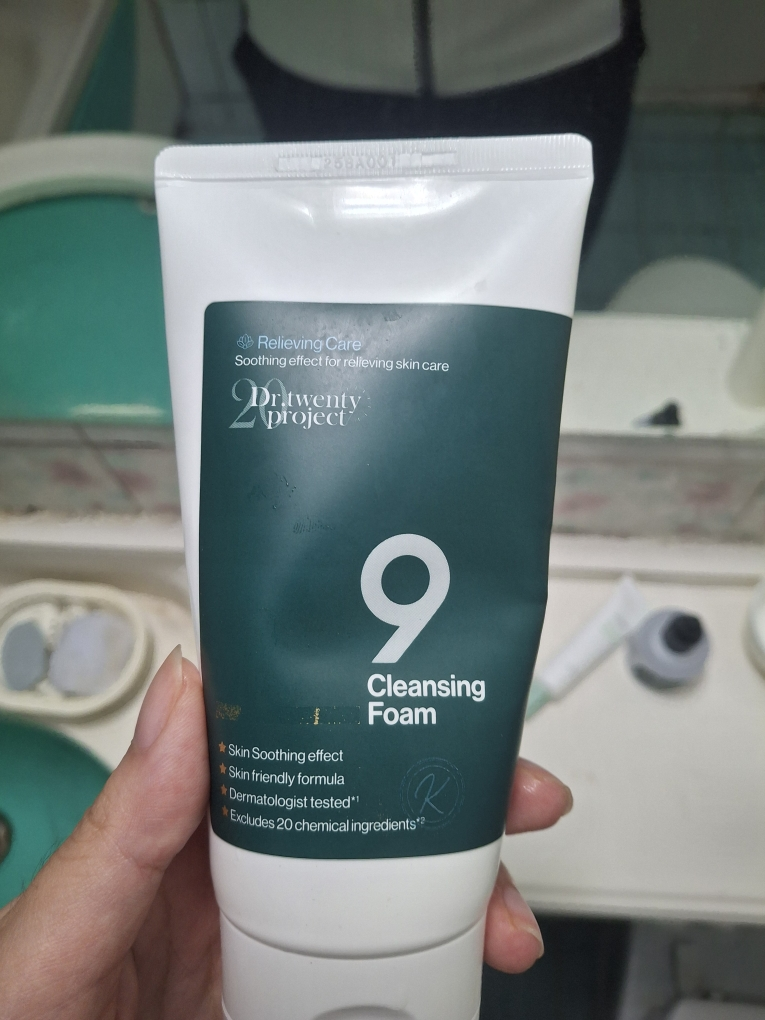 Relieving Care
Soothing effect for relieving skin care
20
Dr.twenty
project
9
Cleansing
Foam
Skin Soothing effect
Skin friendly formula
Dermatologist tested*1
Excludes 20 chemical ingredients*2
K